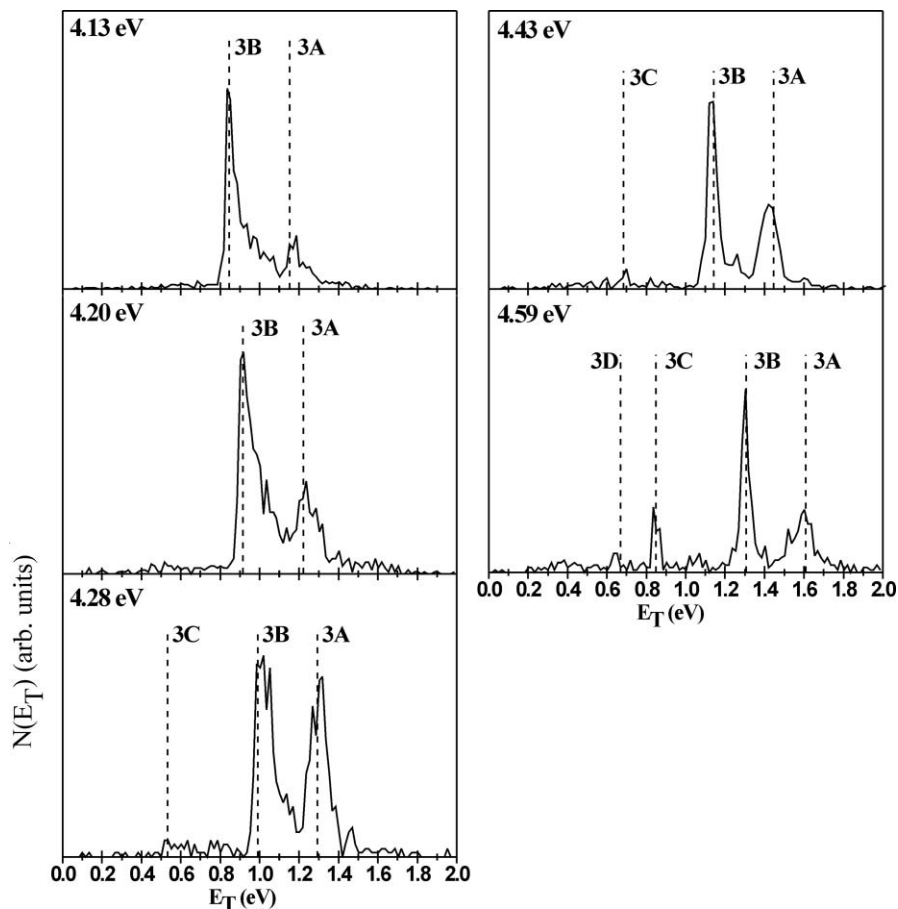 4.13 eV
3B 3A
4.20 eV
3B 3A
4.28 eV
3C 3B 3A
0.0 0.2 0.4 0.6 0.8 1.0 1.2 1.4 1.6 1.8 2.0
E_T (eV)
N(E_T) (arb. units)
4.43 eV
3C 3B 3A
4.59 eV
3D 3C 3B 3A
0.0 0.2 0.4 0.6 0.8 1.0 1.2 1.4 1.6 1.8 2.0
E_T (eV)